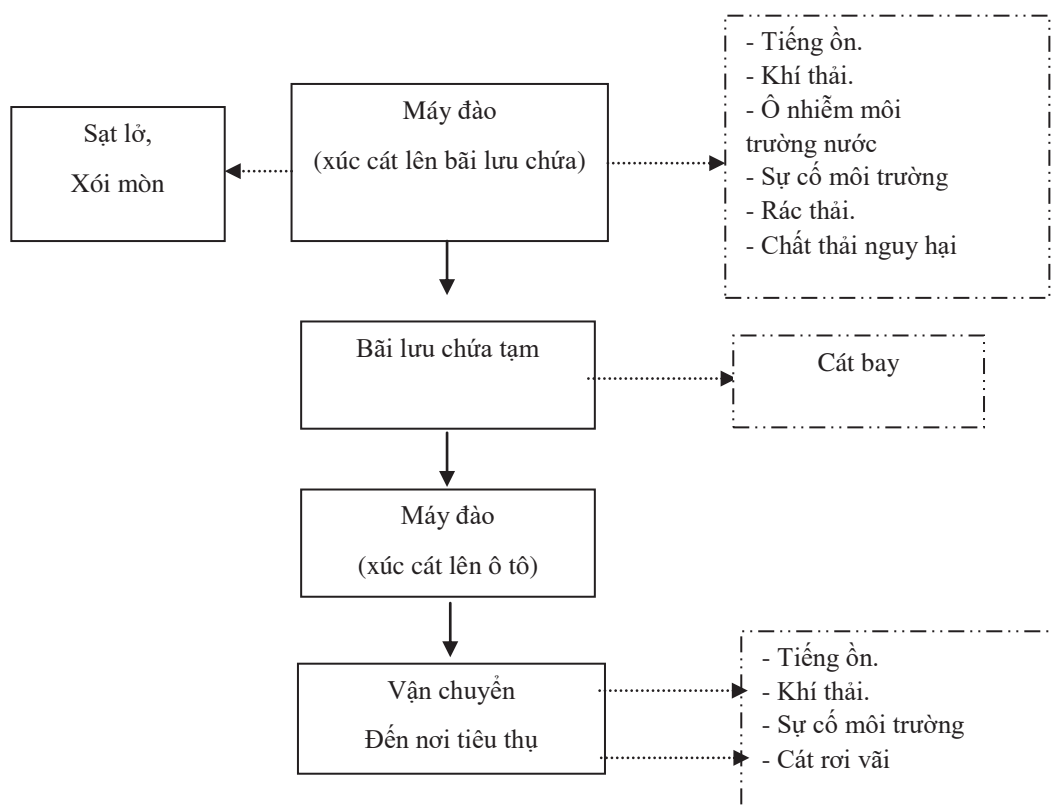 Sạt lở,
Xói mòn
Máy đào
(xúc cát lên bãi lưu chứa)
- Tiếng ồn.
- Khí thải.
- Ô nhiễm môi
trường nước
- Sự cố môi trường
- Rác thải.
- Chất thải nguy hại
Bãi lưu chứa tạm
Cát bay
Máy đào
(xúc cát lên ô tô)
Vận chuyển
Đến nơi tiêu thụ
- Tiếng ồn.
- Khí thải.
- Sự cố môi trường
- Cát rơi vãi